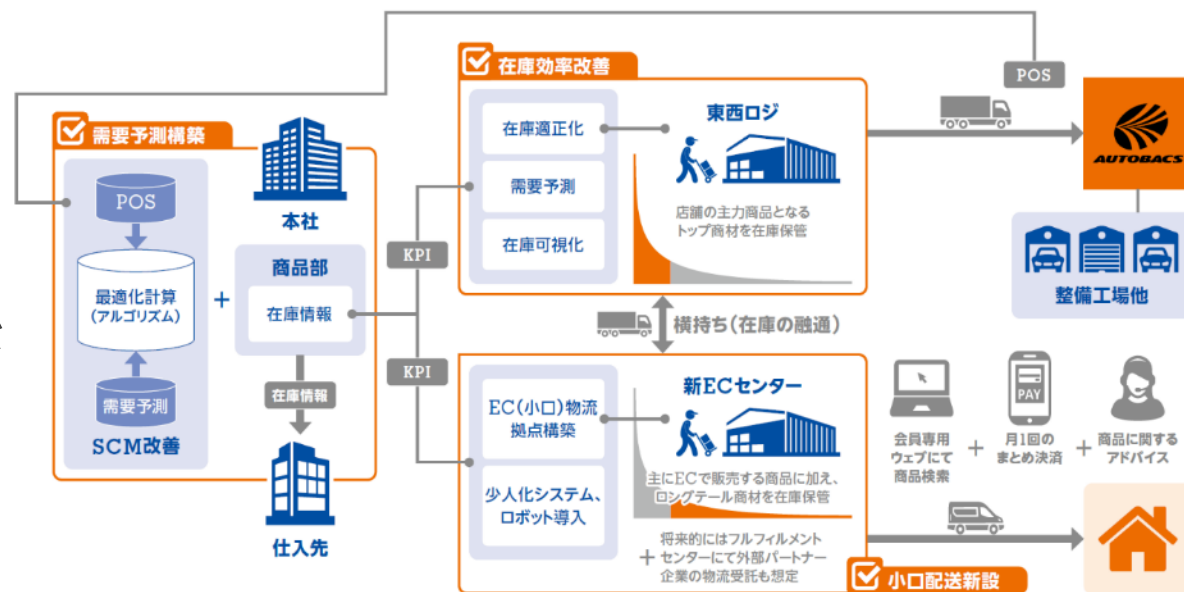 POS
需要予測構築
POS
最適化計算
(アルゴリズム)
需要予測
SCM改善
+
本社
商品部
在庫情報
在庫情報
仕入先
KPI
KPI
在庫効率改善
在庫適正化
需要予測
在庫可視化
東西ロジ
店舗の主力商品となる
トップ商材を在庫保管
横持ち(在庫の融通)
EC(小口)物流
拠点構築
少人化システム、
ロボット導入
新ECセンター
主にECで販売する商品に加え、
ロングテール商材を在庫保管
+
将来的にはフルフィルメント
センターにて外部パートナー
企業の物流受託も想定
小口配送新設
AUTOBACS
整備工場他
会員専用
ウェブにて
商品検索
+
PAY
月1回の
まとめ決済
+
商品に関する
アドバイス